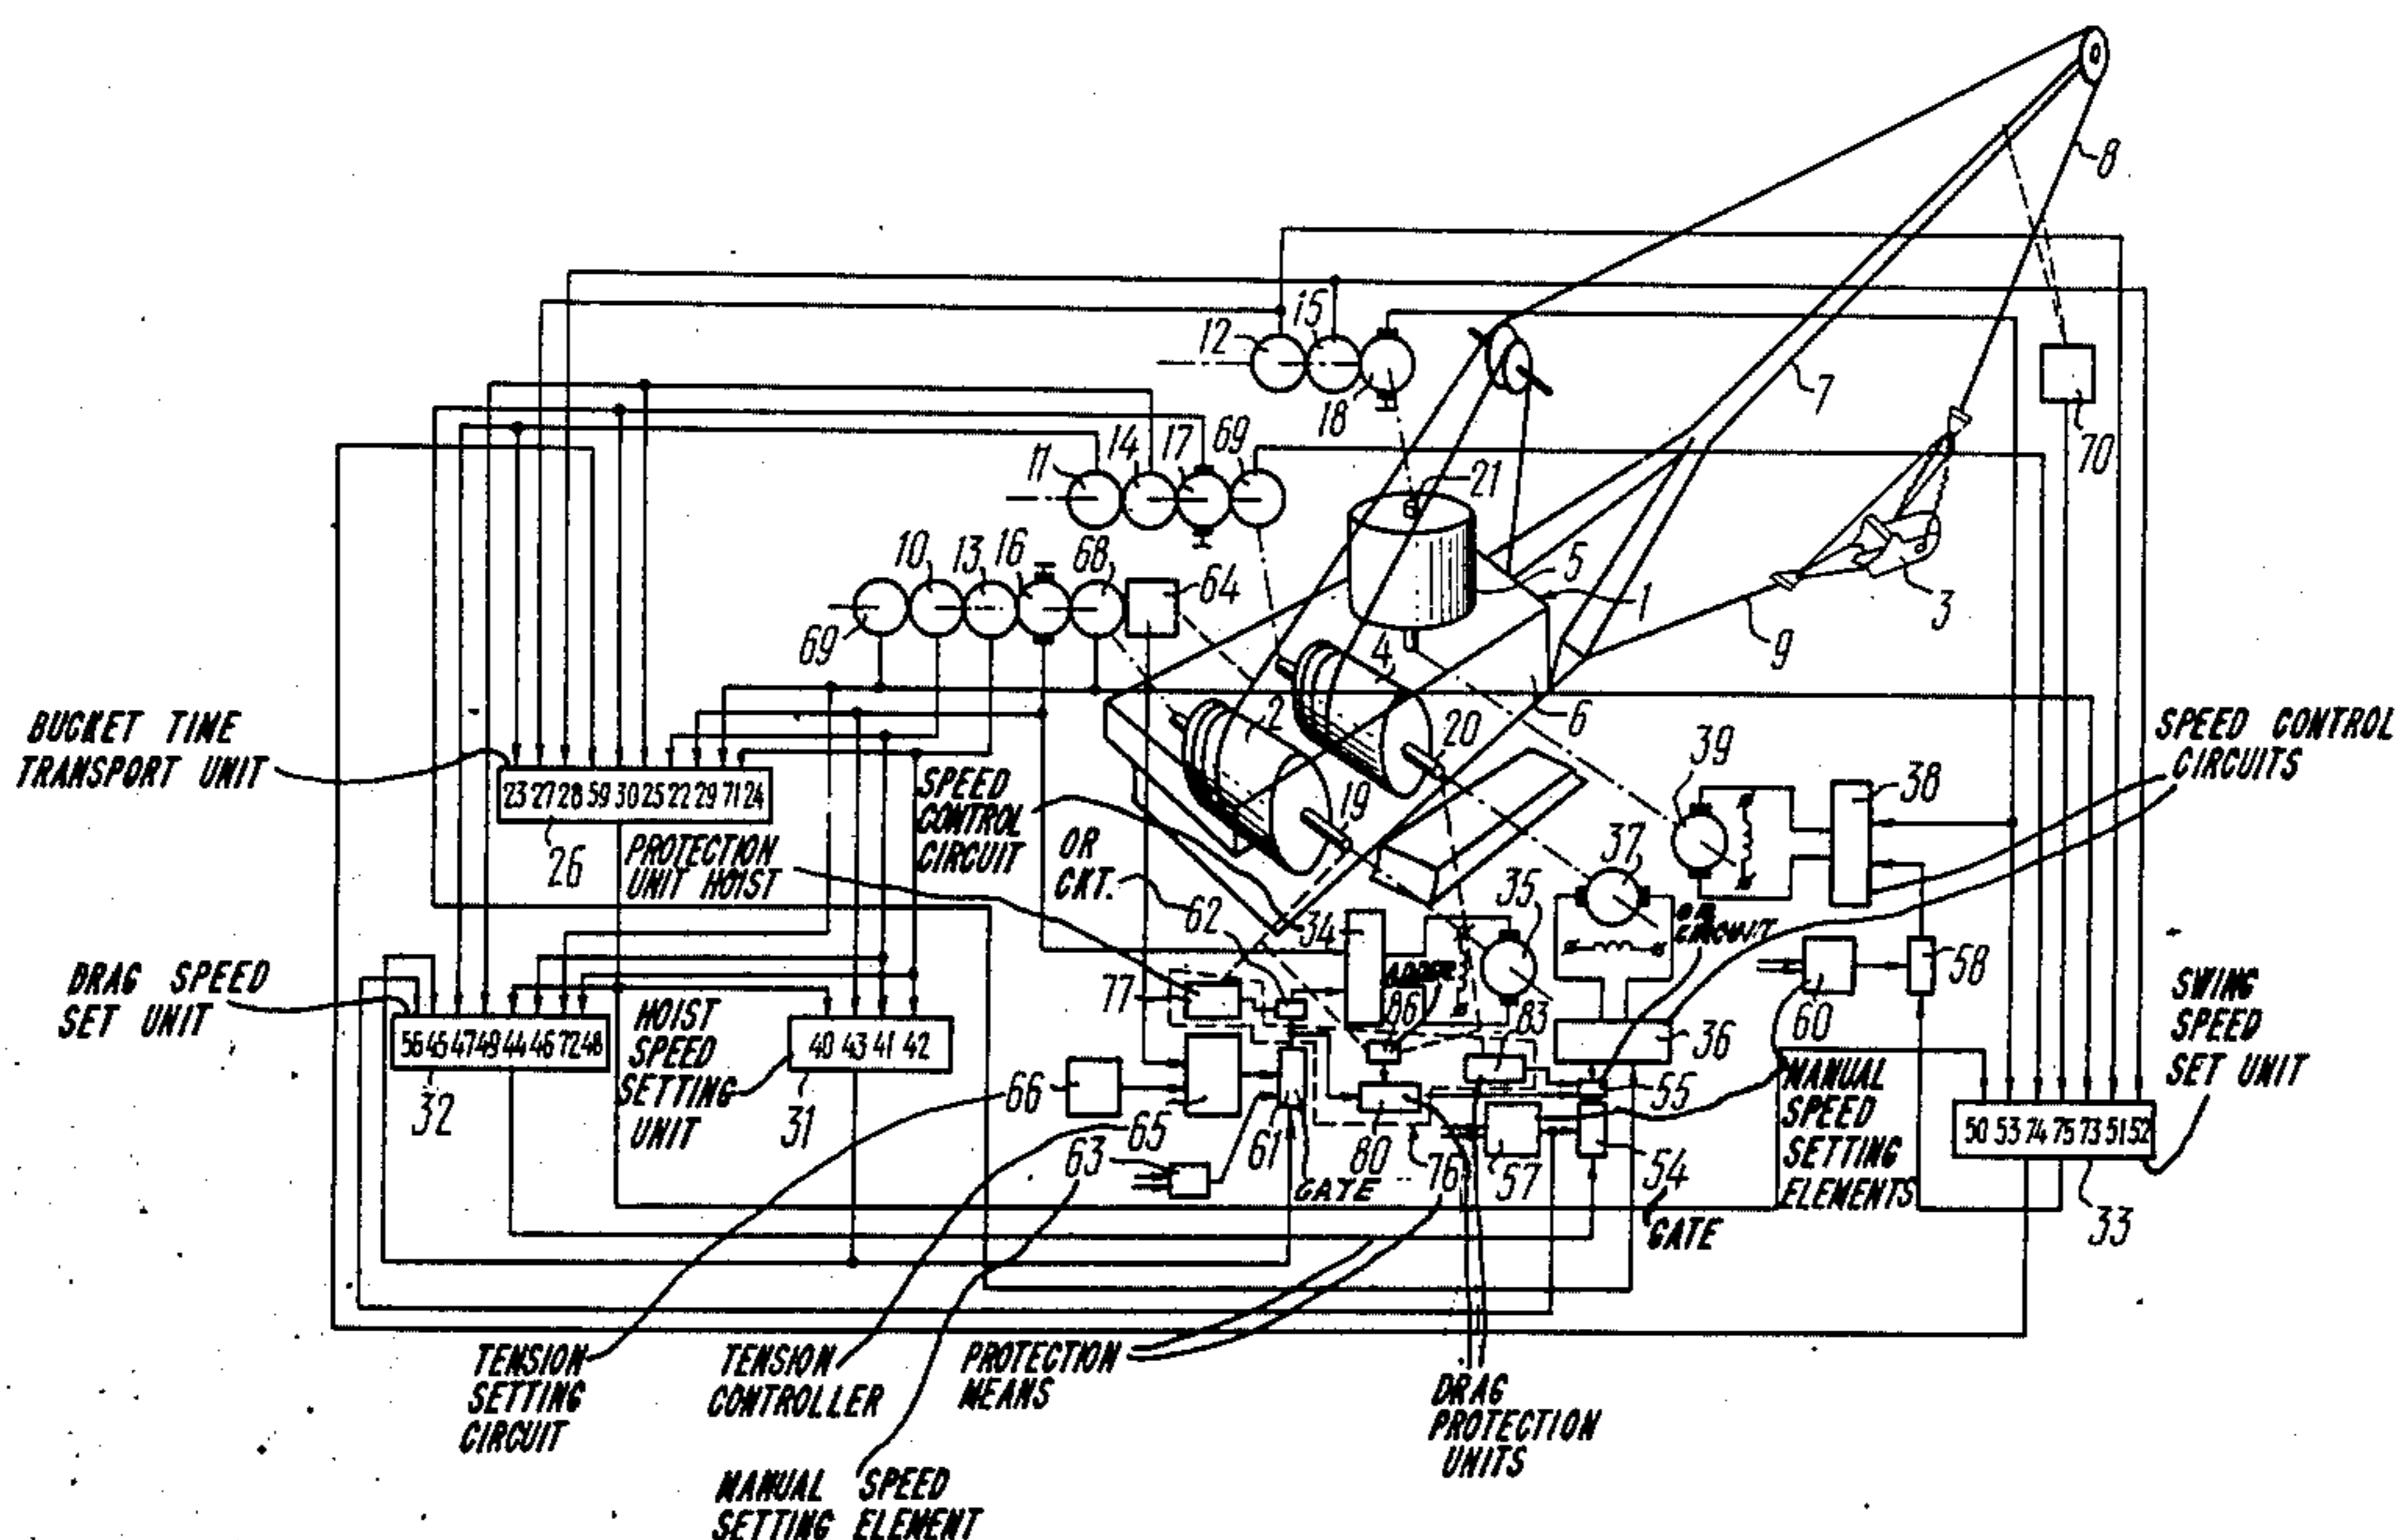 8
12
15
18
7
70
11
14
17
69
21
10
13
16
68
64
5
1
3
69
9
4
2
6
BUCKET TIME
TRANSPORT UNIT
20
39
SPEED CONTROL
CIRCUITS
23 27 28 59 30 25 22 29 71 24
26
SPEED
CONTROL
CIRCUIT
19
38
PROTECTION
UNIT HOIST
OR
CKT.
62
37
35
34
OR
CIRCUIT
58
DRAG SPEED
SET UNIT
77
ADDER
86
83
60
SWING
SPEED
SET UNIT
56 45 47 49 44 46 72 48
32
HOIST
SPEED
SETTING
UNIT
40 43 41 42
31
36
66
65
61
80
76
57
55
54
MANUAL
SPEED
SETTING
ELEMENTS
50 53 74 75 73 51 52
33
63
GATE
GATE
TENSION
SETTING
CIRCUIT
TENSION
CONTROLLER
PROTECTION
MEANS
DRAG
PROTECTION
UNITS
MANUAL SPEED
SETTING ELEMENT